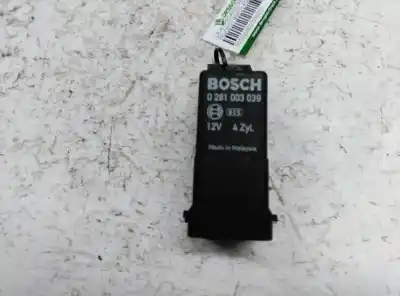 BOSCH
0 281 003 039
12V 4 Zyl.
Made in Malaysia